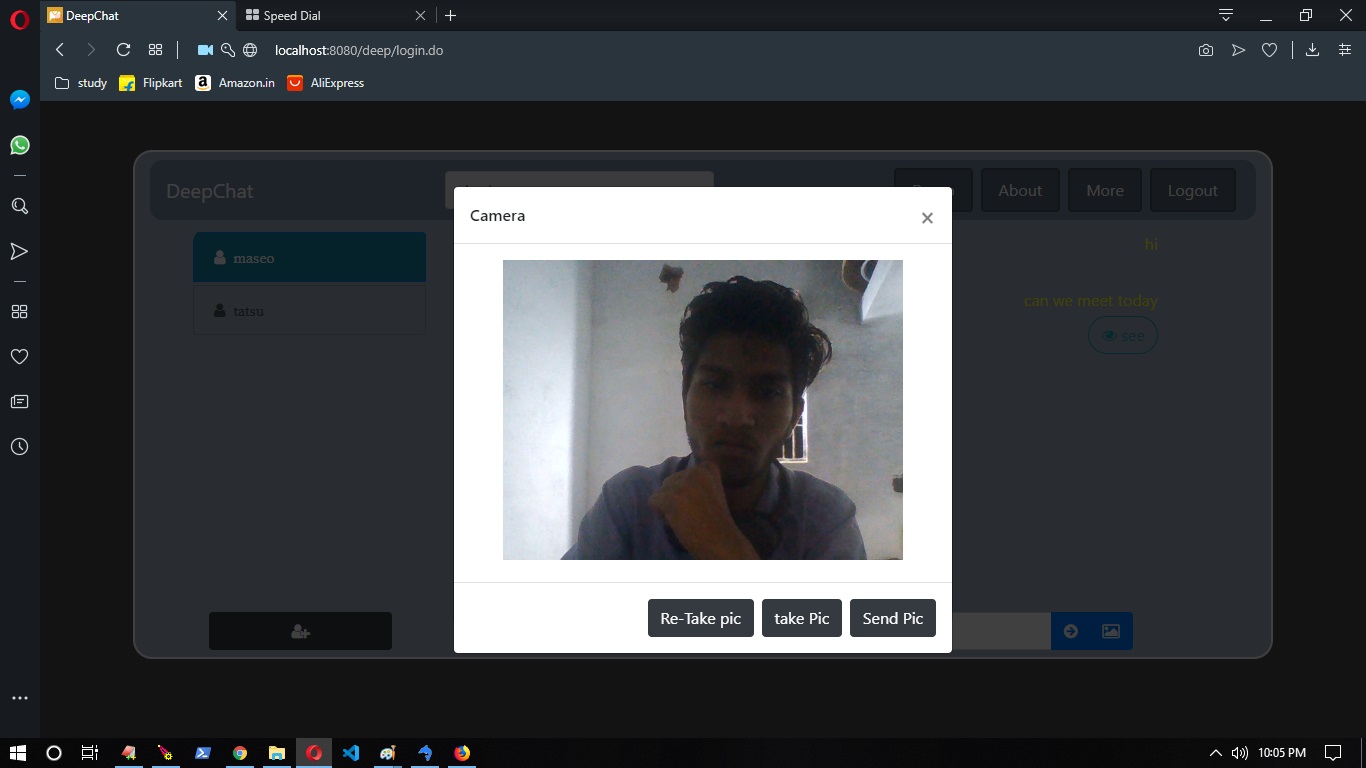 DeepChat
Speed Dial
localhost:8080/deep/login.do
study
Flipkart
Amazon.in
AliExpress
DeepChat
About
More
Logout
Camera
×
maseo
tatsu
hi
can we meet today
see
Re-Take pic
take Pic
Send Pic
10:05 PM